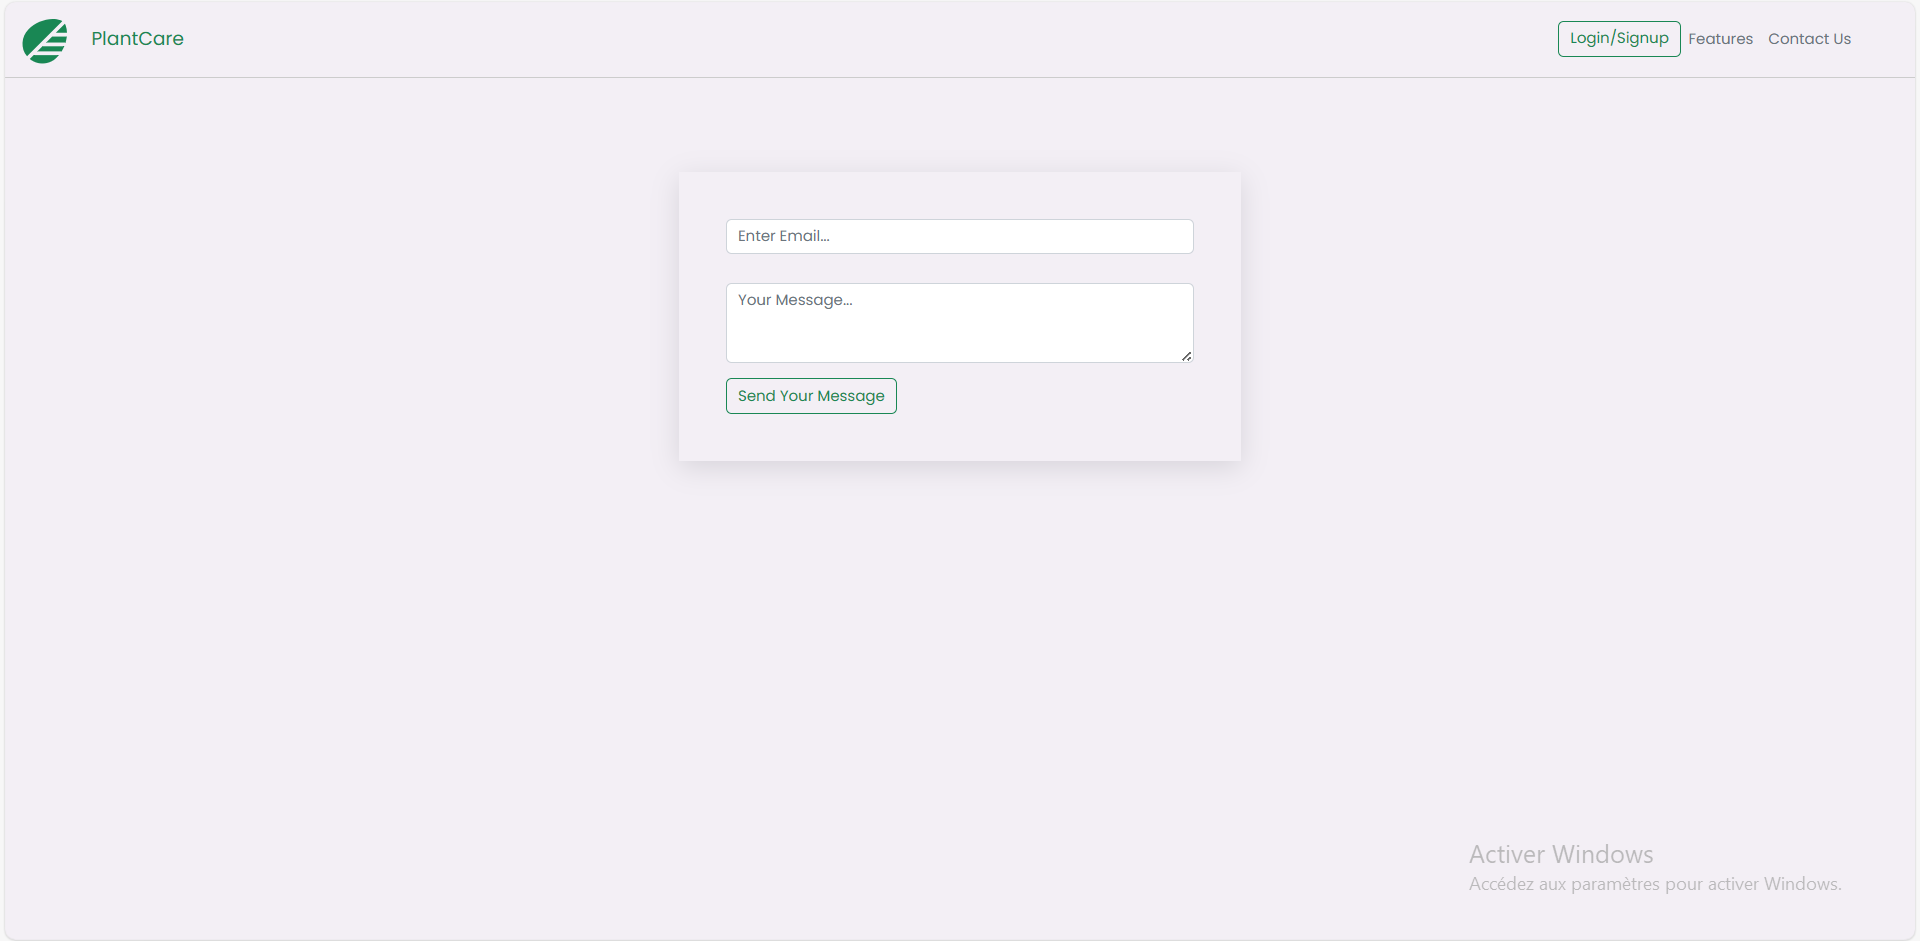 PlantCare
Login/Signup Features Contact Us
Enter Email...
Your Message...
Send Your Message
Activer Windows
Accédez aux paramètres pour activer Windows.